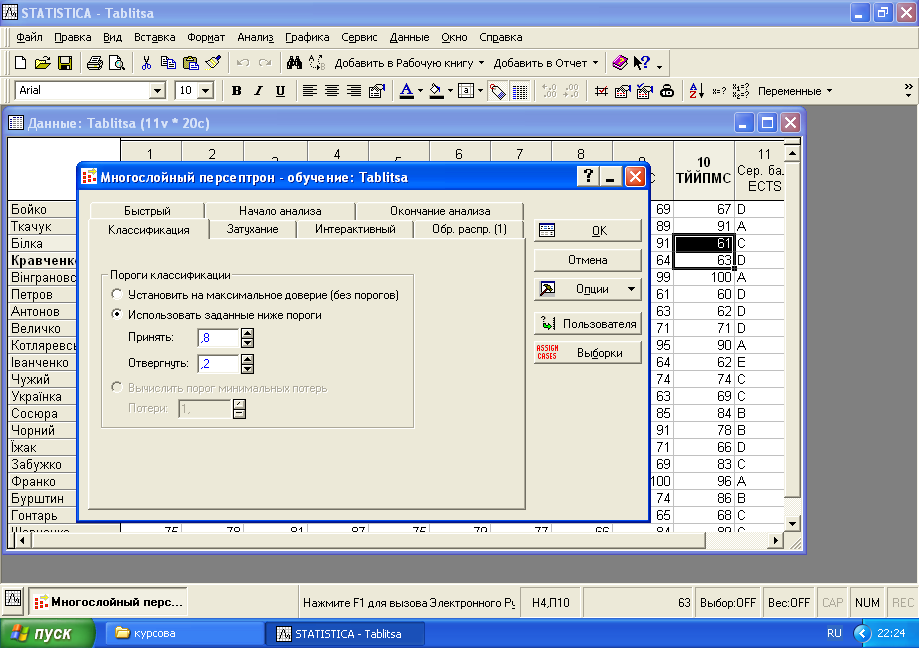 STATISTICA - Tablitsa
Файл Правка Вид Вставка Формат Анализ Графика Сервис Данные Окно Справка
Добавить в Рабочую книгу Добавить в Отчет
Arial 10 B I U Переменные
Данные: Tablitsa (11v * 20c)
1 2 4 6 7 8 10 11
ТЙЙПМС Сер. ба.
ECTS
Многослойный персептрон - обучение: Tablitsa
Быстрый Начало анализа Окончание анализа
Классификация Затухание Интерактивный Обр. распр. (1)
Пороги классификации
Установить на максимальное доверие (без порогов)
Использовать заданные ниже пороги
Принять: ,8
Отвергнуть: ,2
Вычислить порог минимальных потерь
Потери: 1,
OK
Отмена
Опции
Пользователя
ASSIGN CASES Выборки
Бойко 69 67 D
Ткачук 89 91 A
Білка 91 61 C
Кравченко 64 63 D
Вінграновс 99 100 A
Петров 61 60 D
Антонов 63 62 D
Величко 71 71 D
Котляревсь 95 90 A
Іванченко 64 62 E
Чужий 74 74 C
Українка 63 69 C
Сосюра 85 84 B
Чорний 91 78 B
Їжак 71 66 D
Забужко 69 83 C
Франко 100 96 A
Бурштин 74 86 B
Гонтарь 65 68 C
Многослойный перс...
Нажмите F1 для вызова Электронного Ру
Н4,П10 63 Выбор:OFF Вес:OFF CAP NUM REC
пуск курсова STATISTICA - Tablitsa RU 22:24